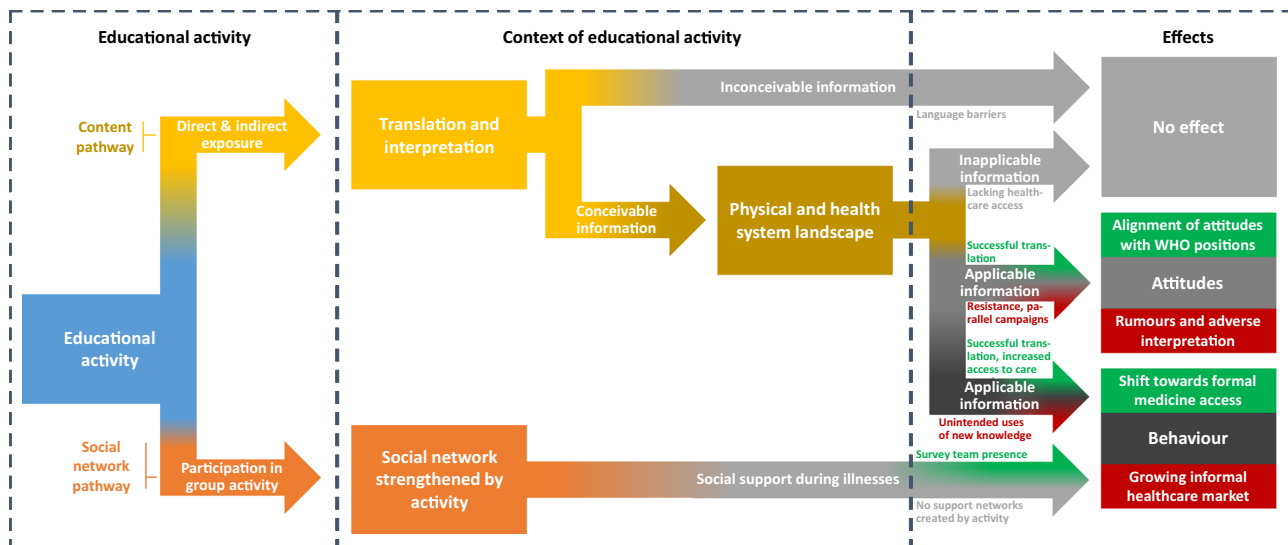 Educational activity
Context of educational activity
Effects
Content
pathway
Direct & indirect
exposure
Educational
activity
Social
network
pathway
Participation in
group activity
Translation and
interpretation
Inconceivable information
Language barriers
Conceivable
information
Physical and health
system landscape
Inapplicable
information
Lacking health-
care access
Successful trans-
lation
Applicable
information
Resistance, pa-
rallel campaigns
Successful trans-
lation, increased
access to care
Applicable
information
Unintended uses
of new knowledge
Social network
strengthened by
activity
Social support during illnesses
Survey team presence
No support networks
created by activity
No effect
Alignment of attitudes
with WHO positions
Attitudes
Rumours and adverse
interpretation
Shift towards formal
medicine access
Behaviour
Growing informal
healthcare market